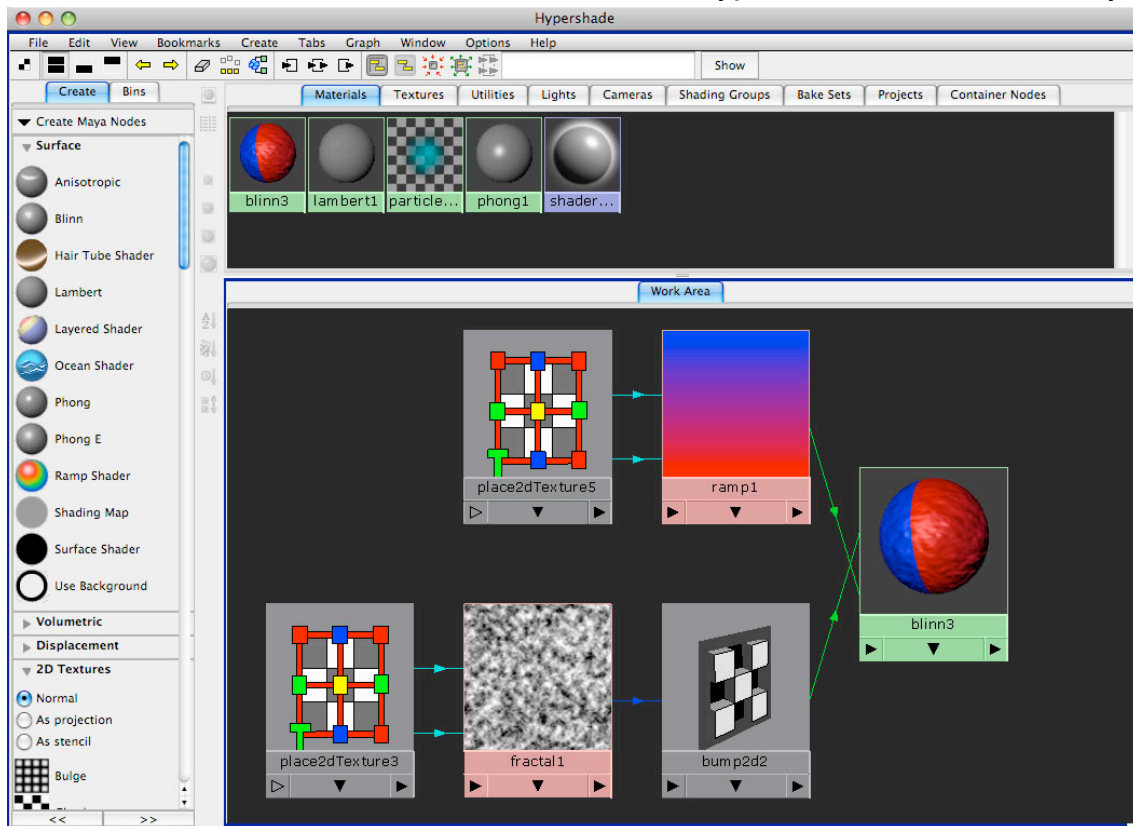 Hypershade
File Edit View Bookmarks Create Tabs Graph Window Options Help
Show
Create Bins
Materials Textures Utilities Lights Cameras Shading Groups Bake Sets Projects Container Nodes
Create Maya Nodes
Surface
Anisotropic
Blinn
Hair Tube Shader
Lambert
Layered Shader
Ocean Shader
Phong
Phong E
Ramp Shader
Shading Map
Surface Shader
Use Background
Volumetric
Displacement
2D Textures
Normal
As projection
As stencil
Bulge
<< >>
blinn3 lambert1 particle... phong1 shader...
Work Area
place2dTexture5 ramp1
blinn3
place2dTexture3 fractal1 bump2d2